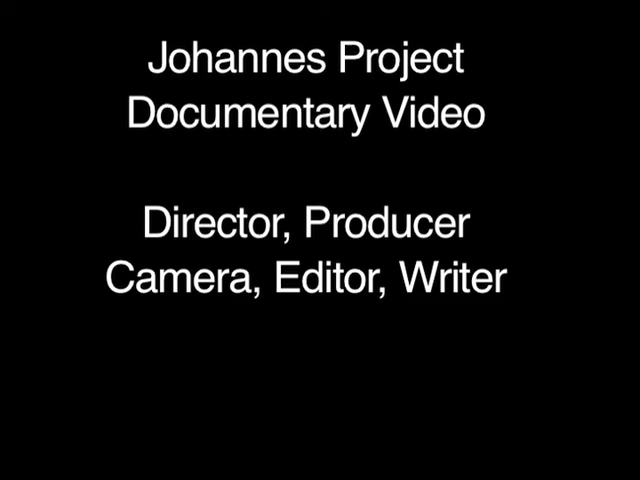 Johannes Project
Documentary Video
Director, Producer
Camera, Editor, Writer